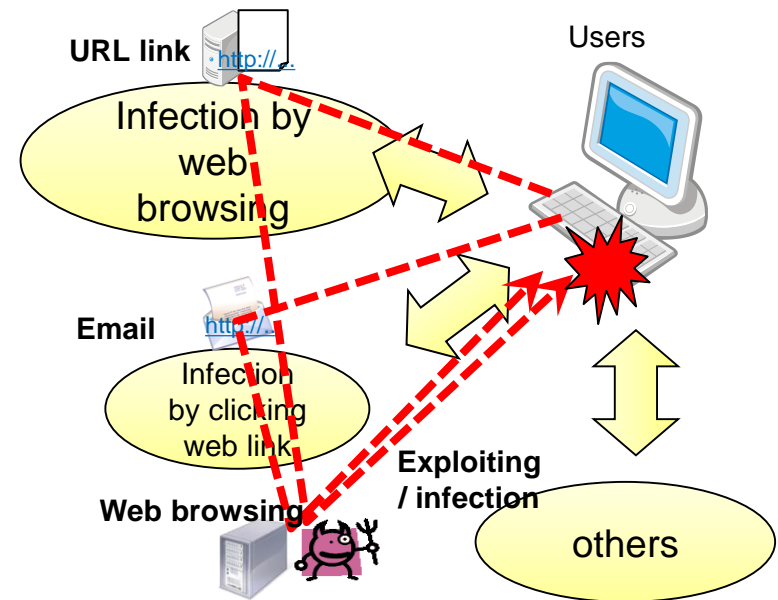 URL link
http://...
Users
Infection by
web
browsing
Email
http://...
Infection
by clicking
web link
Exploiting
/ infection
Web browsing
others